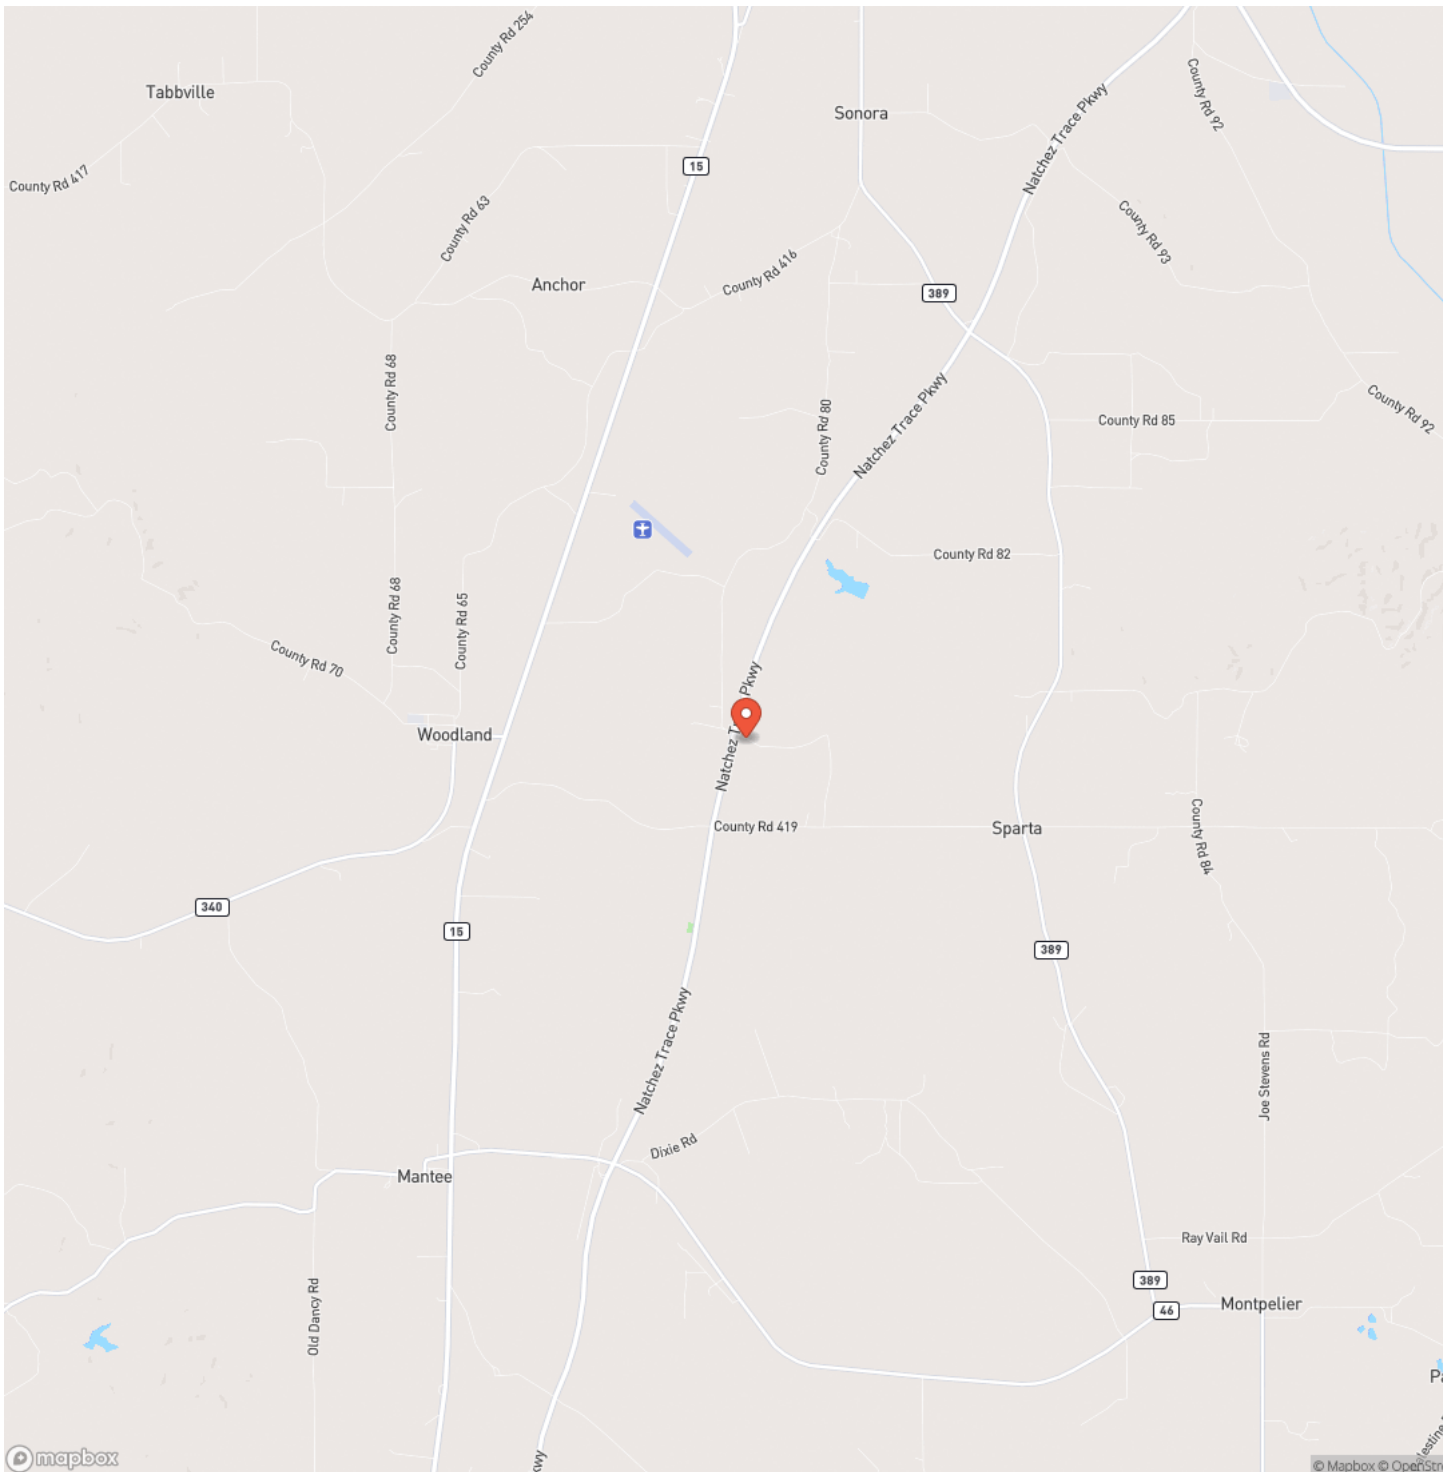 County Rd 254
Tabbville
County Rd 92
Sonora
Natchez Trace Pkwy
15
County Rd 417
County Rd 63
County Rd 93
County Rd 416
Anchor
389
County Rd 68
Natchez Trace Pkwy
County Rd 80
County Rd 92
County Rd 85
County Rd 82
County Rd 68
County Rd 65
County Rd 70
Pkwy
Woodland
Natchez T
County Rd 419
Sparta
County Rd 84
340
15
389
Natchez Trace Pkwy
Joe Stevens Rd
Dixie Rd
Mantee
Ray Vail Rd
389
Old Dancy Rd
46
Montpelier
Pa
kwy
alestine
mapbox
© Mapbox © OpenStre